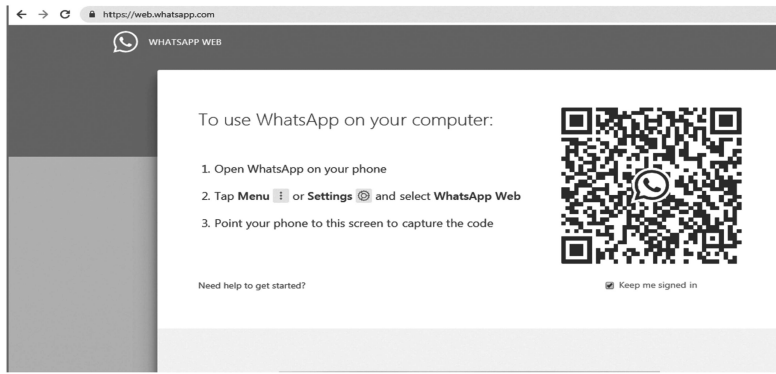 https://web.whatsapp.com
WHATSAPP WEB
To use WhatsApp on your computer:
1. Open WhatsApp on your phone
2. Tap Menu or Settings and select WhatsApp Web
3. Point your phone to this screen to capture the code
Need help to get started?
Keep me signed in